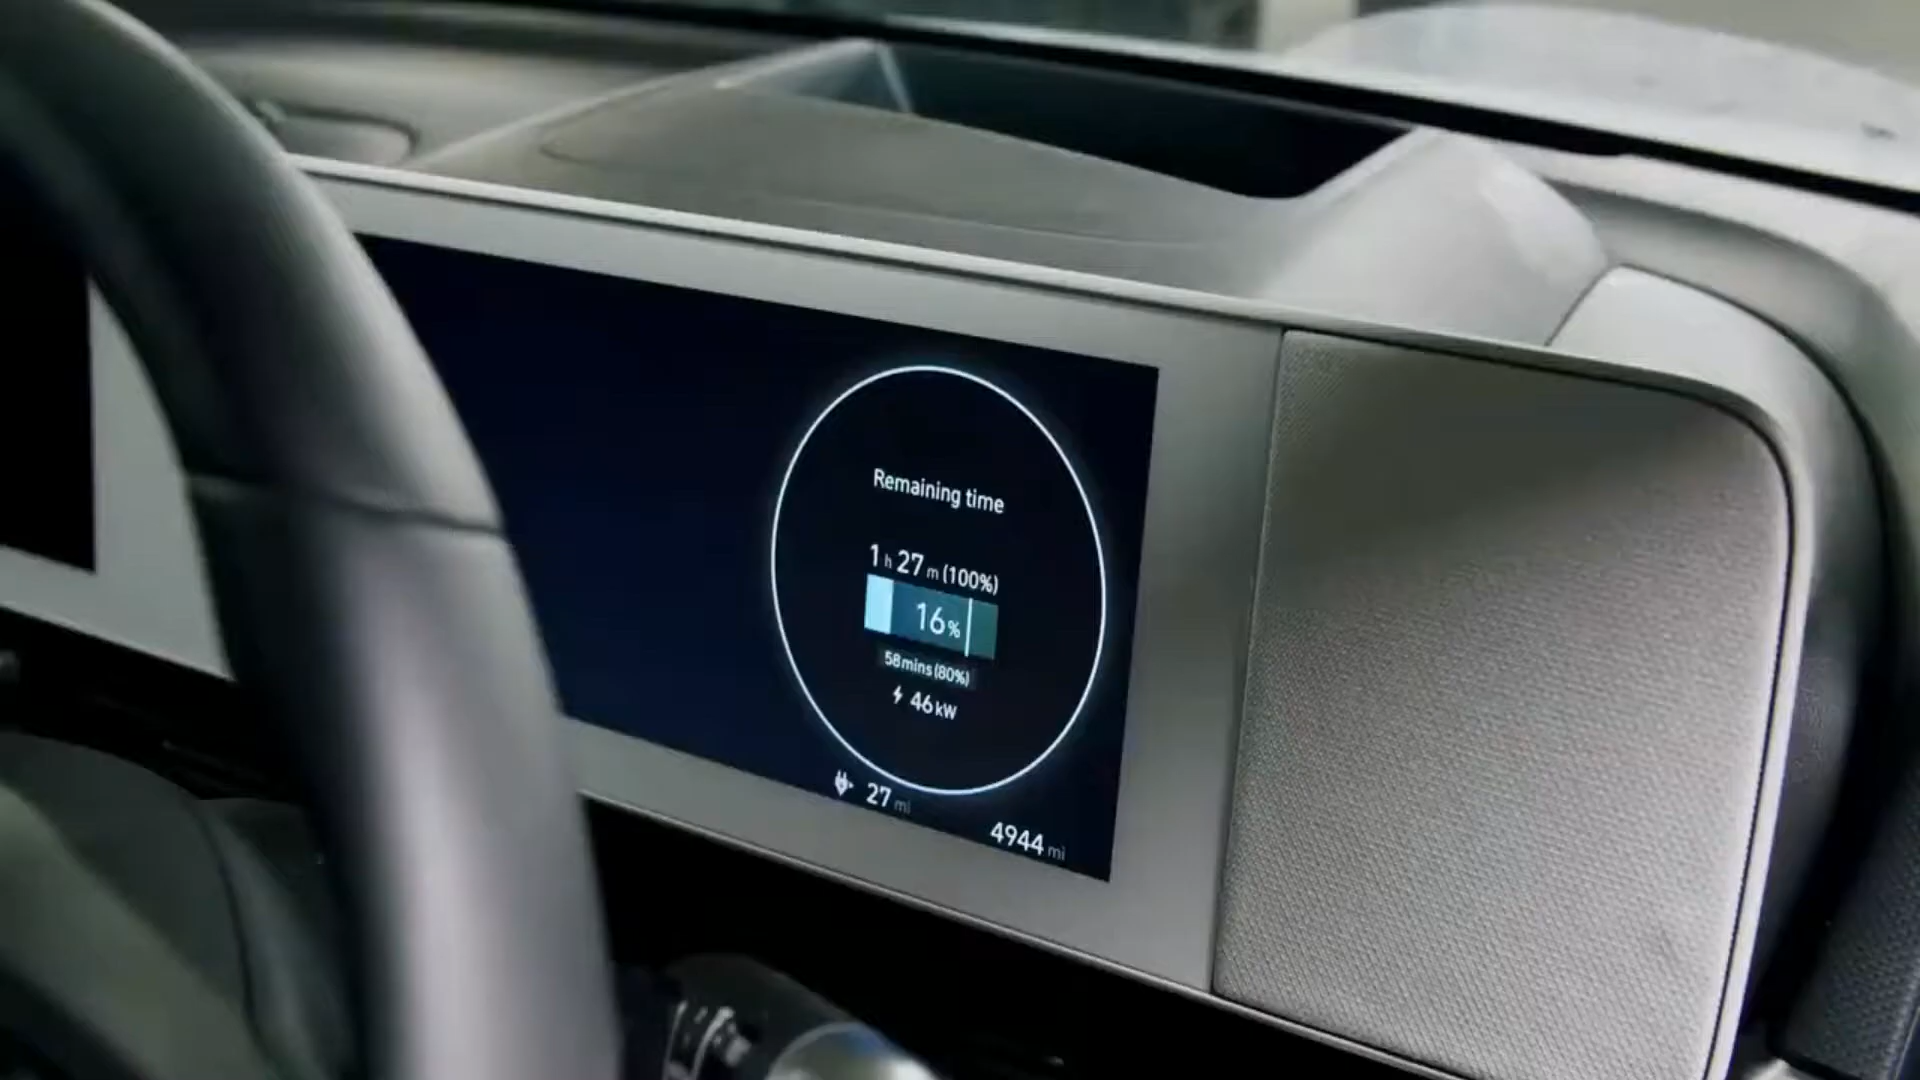 Remaining time
1 h 27 m (100%)
16%
58mins (80%)
46 kW
27 mi
4944 mi